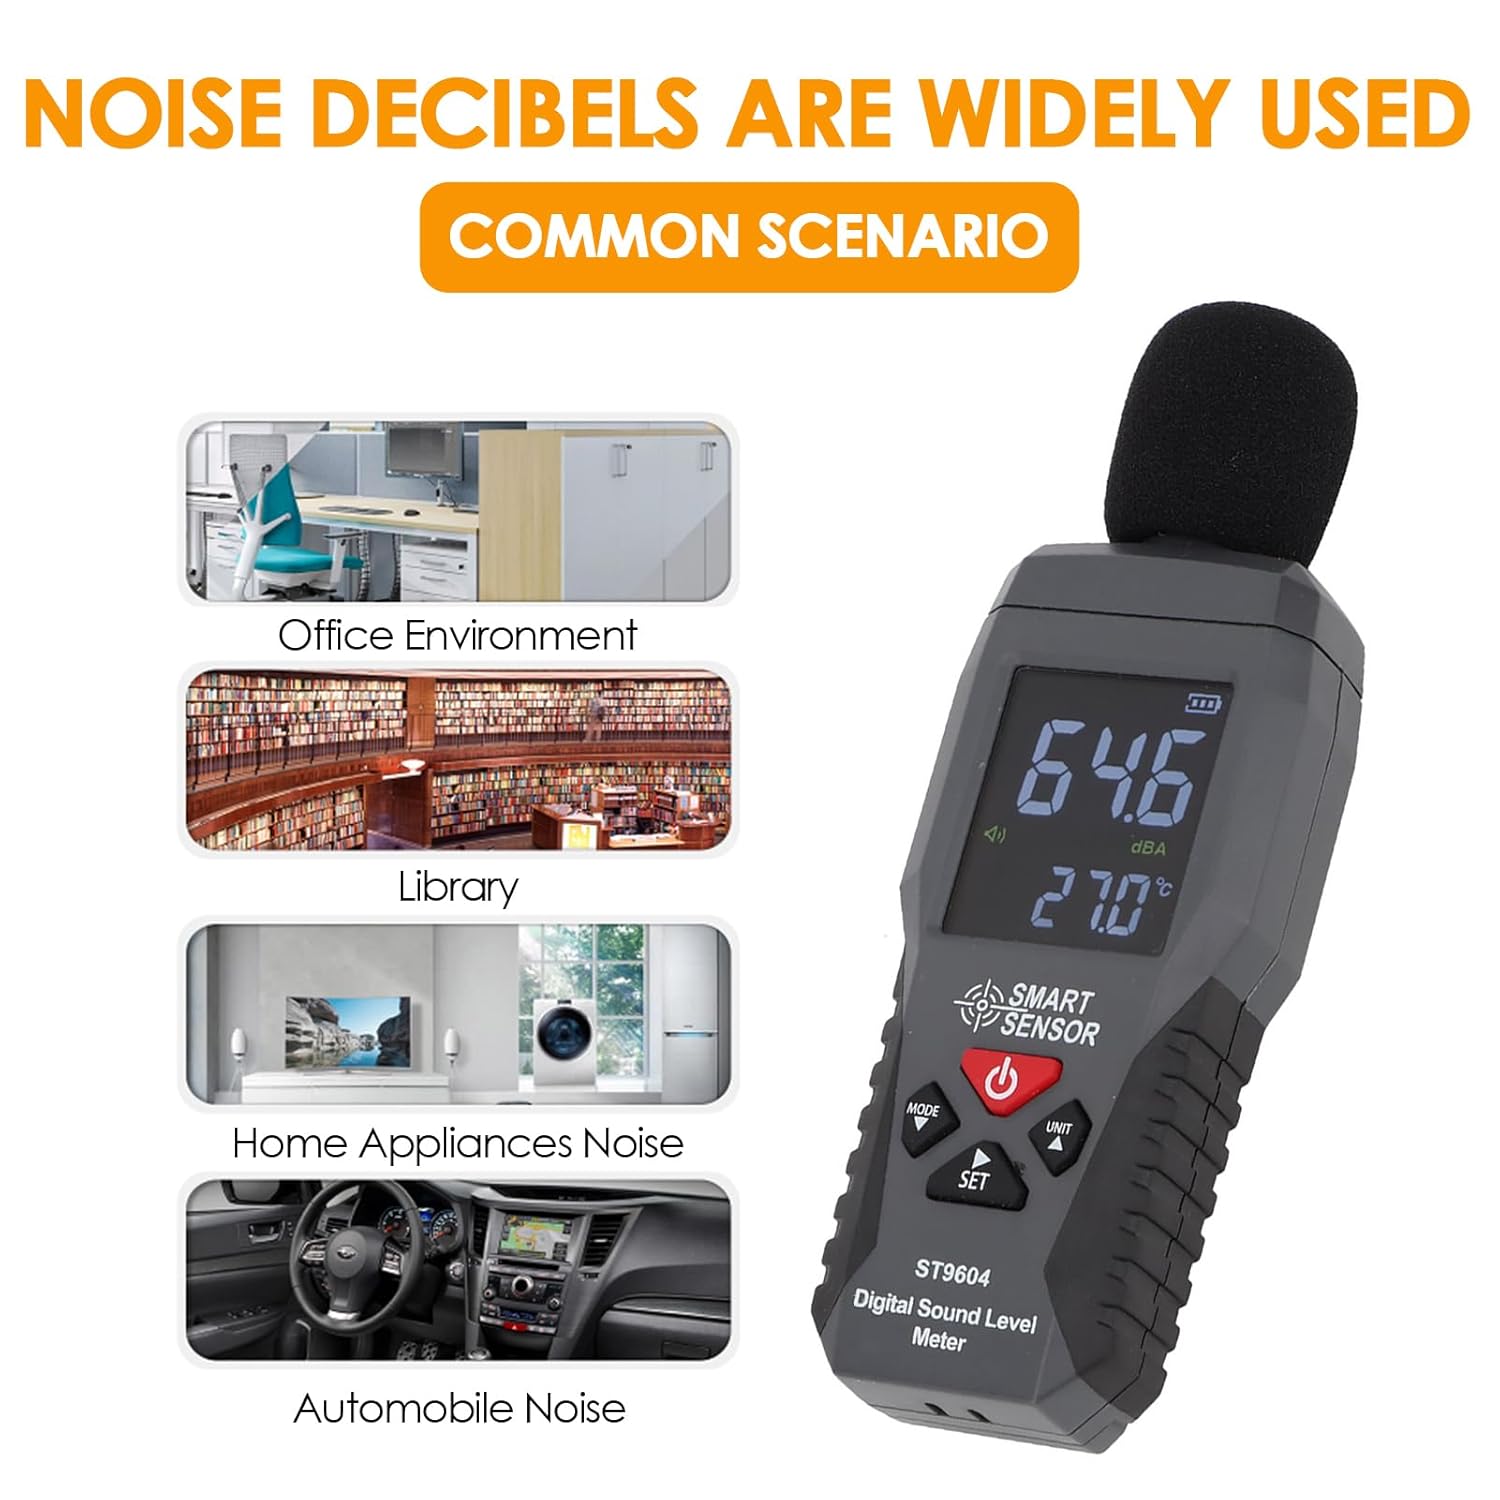 NOISE DECIBELS ARE WIDELY USED
COMMON SCENARIO
Office Environment
Library
Home Appliances Noise
Automobile Noise
64.6
dBA
27.0 °C
SMART
SENSOR
MODE
UNIT
SET
ST9604
Digital Sound Level
Meter